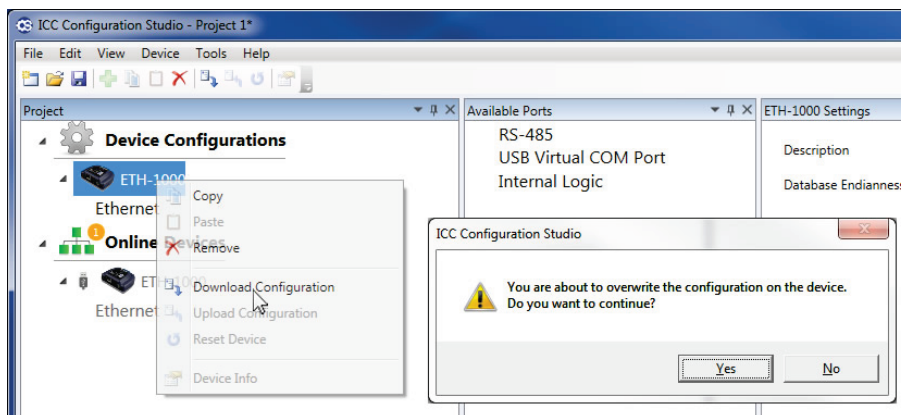 ICC Configuration Studio - Project 1*
File Edit View Device Tools Help
Project
Available Ports
ETH-1000 Settings
Device Configurations
ETH-1000
Ethernet
1
Online Devices
Ethernet
Copy
Paste
Remove
Download Configuration
Upload Configuration
Reset Device
Device Info
RS-485
USB Virtual COM Port
Internal Logic
Description
Database Endianness
ICC Configuration Studio
You are about to overwrite the configuration on the device.
Do you want to continue?
Yes
No